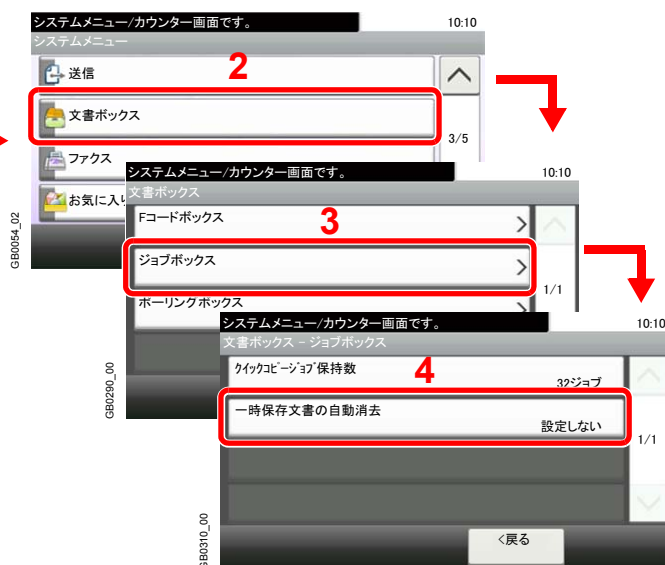 システムメニュー/カウンター画面です。 10:10
システムメニュー
送信
2
文書ボックス
3/5
ファクス
お気に入り
GB0054_02
システムメニュー/カウンター画面です。 10:10
文書ボックス
Fコードボックス
3
ジョブボックス
1/1
ポーリングボックス
GB0290_00
システムメニュー/カウンター画面です。 10:10
文書ボックス - ジョブボックス
ｸｲｯｸｺﾋﾟｰｼﾞｮﾌﾞ保持数
4
32ジョブ
一時保存文書の自動消去
設定しない
1/1
<戻る
GB0310_00